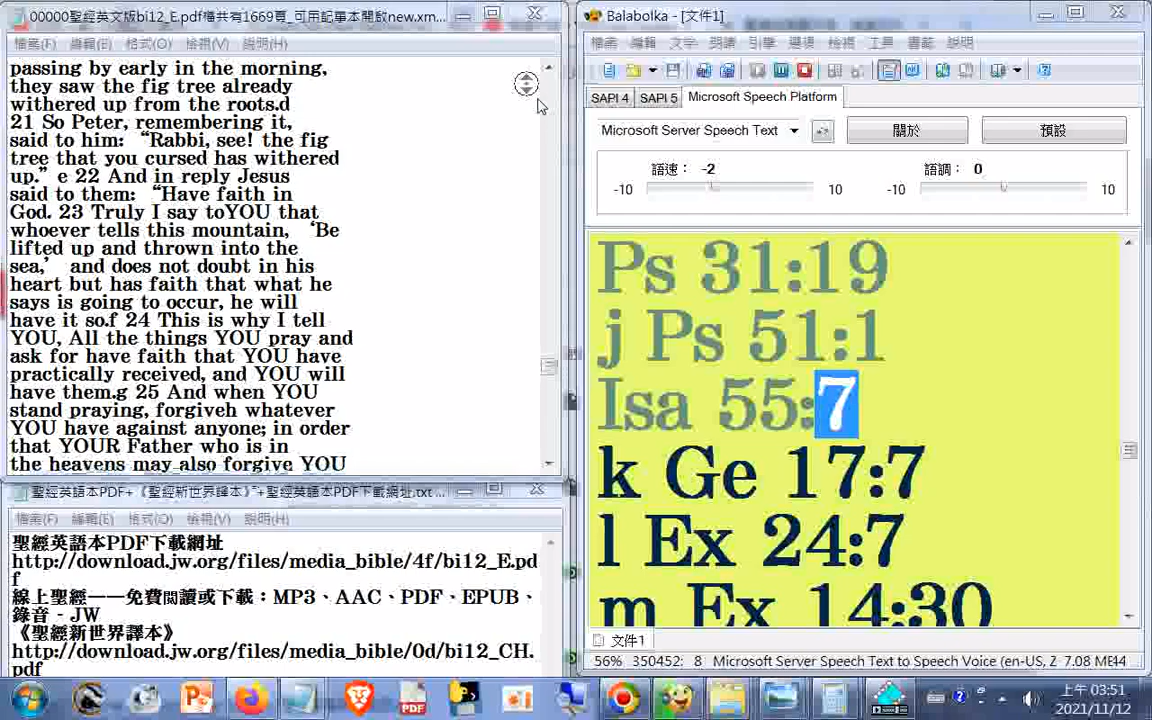 00000聖經英文版bi12_E.pdf檔共有1669頁_可用記事本開啟new.xm...
檔案(F) 編輯(E) 格式(O) 檢視(V) 說明(H)
passing by early in the morning,
they saw the fig tree already
withered up from the roots.d
21 So Peter, remembering it,
said to him: “Rabbi, see! the fig
tree that you cursed has withered
up.” e 22 And in reply Jesus
said to them: “Have faith in
God. 23 Truly I say toYOU that
whoever tells this mountain, ‘Be
lifted up and thrown into the
sea,’ and does not doubt in his
heart but has faith that what he
says is going to occur, he will
have it so.f 24 This is why I tell
YOU, All the things YOU pray and
ask for have faith that YOU have
practically received, and YOU will
have them.g 25 And when YOU
stand praying, forgiveh whatever
YOU have against anyone; in order
that YOUR Father who is in
the heavens may also forgive YOU
聖經英語本PDF+《聖經新世界譯本》"+聖經英語本PDF下載網址.txt ...
檔案(F) 編輯(E) 格式(O) 檢視(V) 說明(H)
聖經英語本PDF下載網址
http://download.jw.org/files/media_bible/4f/bi12_E.pd
f
線上聖經——免費閱讀或下載：MP3、AAC、PDF、EPUB、
錄音 - JW
《聖經新世界譯本》
http://download.jw.org/files/media_bible/0d/bi12_CH.
pdf
Balabolka - [文件1]
檔案 編輯 文字 朗讀 引擎 選項 檢視 工具 書籤 說明
SAPI 4 SAPI 5 Microsoft Speech Platform
Microsoft Server Speech Text 關於 預設
語速： -2 語調： 0
-10 10 -10 10
Ps 31:19
j Ps 51:1
Isa 55:7
k Ge 17:7
l Ex 24:7
m Ex 14:30
文件1
56% 350452: 8 Microsoft Server Speech Text to Speech Voice (en-US, Z 7.08 ME44
上午 03:51
2021/11/12